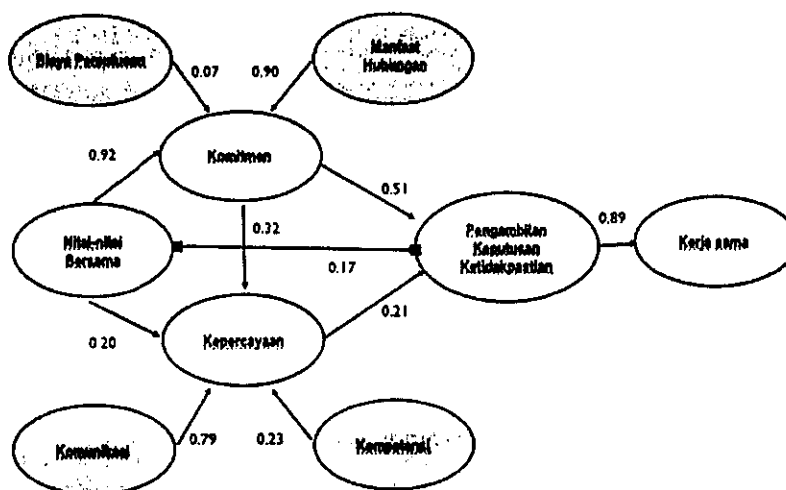 Biaya Pemutusan
Manfaat
Hubungan
0.07
0.90
Komitmen
0.92
0.51
Nilai-nilai
Bersama
0.32
0.17
Pengambilan
Keputusan
Ketidakpastian
0.89
Kerja sama
0.20
Kepercayaan
0.21
Komunikasi
0.79
0.23
Kompetensi